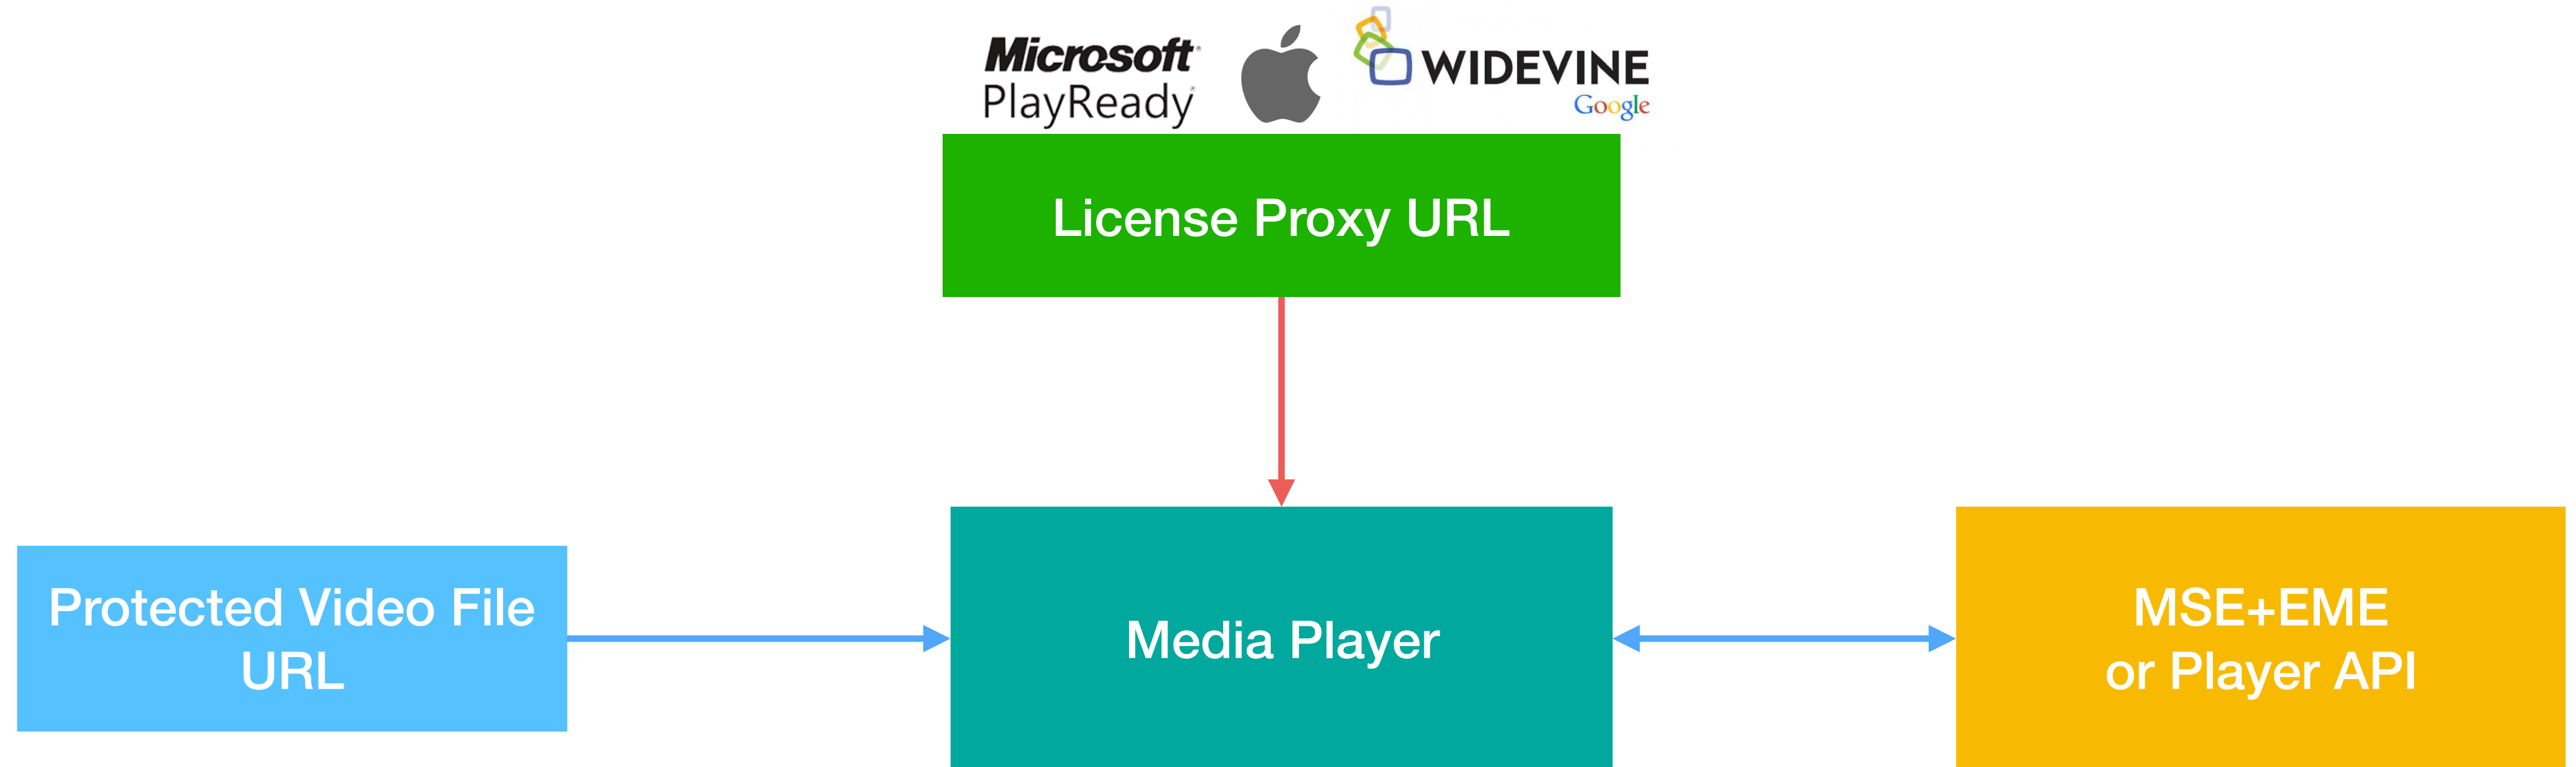 Microsoft
PlayReady
WIDEVINE
Google
License Proxy URL
Protected Video File
URL
Media Player
MSE+EME
or Player API